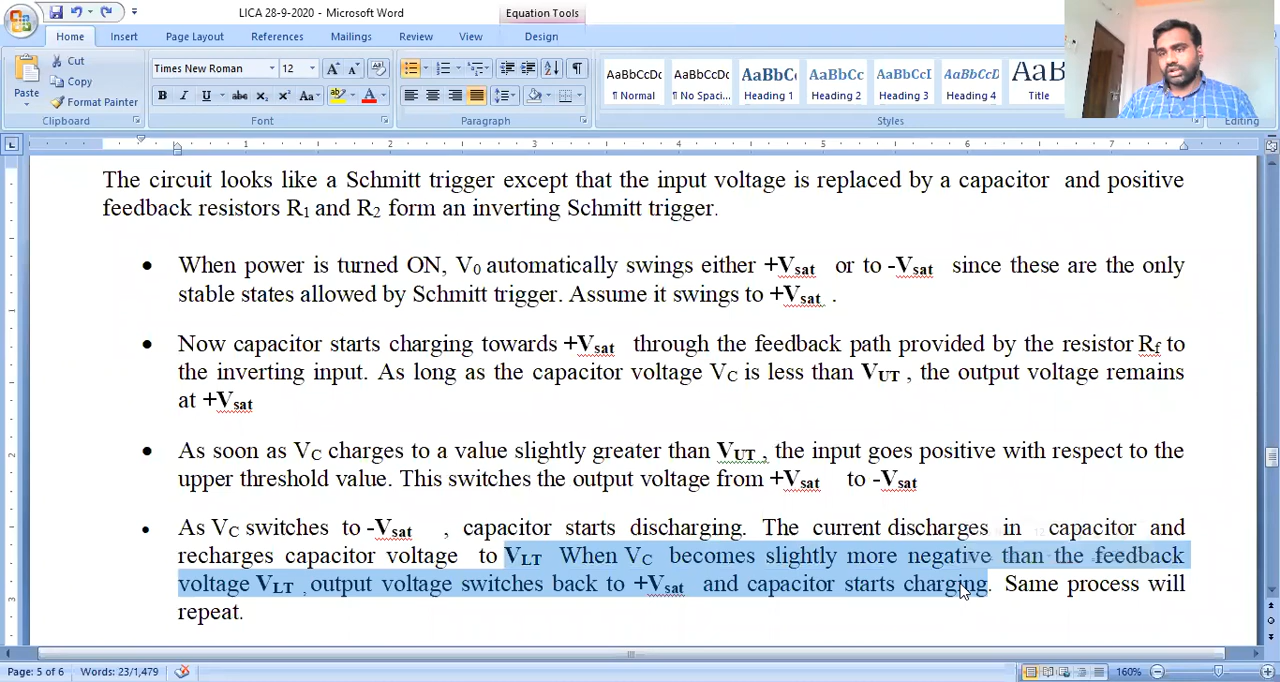 LICA 28-9-2020 - Microsoft Word
Equation Tools
Home Insert Page Layout References Mailings Review View Design
Cut
Copy
Format Painter
Paste
Clipboard
Times New Roman 12
Font
Paragraph
AaBbCcDc AaBbCcDc AaBbCc AaBbCc AaBbCcI AaBbCcD AaB
¶ Normal ¶ No Spaci... Heading 1 Heading 2 Heading 3 Heading 4 Title
Styles
Editing
1 2 3 4 5 6 7
The circuit looks like a Schmitt trigger except that the input voltage is replaced by a capacitor and positive
feedback resistors R1 and R2 form an inverting Schmitt trigger.
• When power is turned ON, V0 automatically swings either +Vsat or to -Vsat since these are the only
stable states allowed by Schmitt trigger. Assume it swings to +Vsat .
• Now capacitor starts charging towards +Vsat through the feedback path provided by the resistor Rf to
the inverting input. As long as the capacitor voltage VC is less than VUT , the output voltage remains
at +Vsat
• As soon as VC charges to a value slightly greater than VUT , the input goes positive with respect to the
upper threshold value. This switches the output voltage from +Vsat to -Vsat
• As VC switches to -Vsat , capacitor starts discharging. The current discharges in capacitor and
recharges capacitor voltage to VLT When VC becomes slightly more negative than the feedback
voltage VLT , output voltage switches back to +Vsat and capacitor starts charging. Same process will
repeat.
Page: 5 of 6 Words: 23/1,479 160%